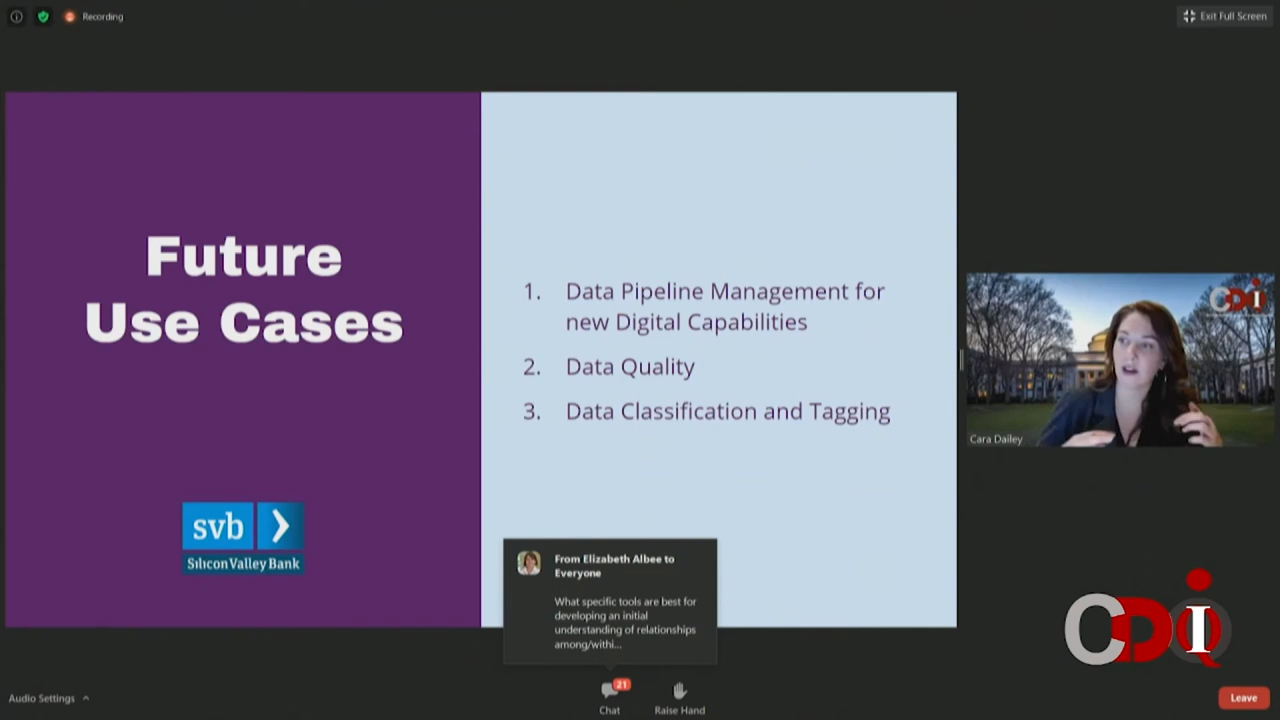 Recording
Exit Full Screen
Future
Use Cases
svb
Silicon Valley Bank
1. Data Pipeline Management for
new Digital Capabilities
2. Data Quality
3. Data Classification and Tagging
CDIQ
Cara Dailey
From Elizabeth Albee to
Everyone
What specific tools are best for
developing an initial
understanding of relationships
among/withi...
CDIQ
Audio Settings
21
Chat
Raise Hand
Leave